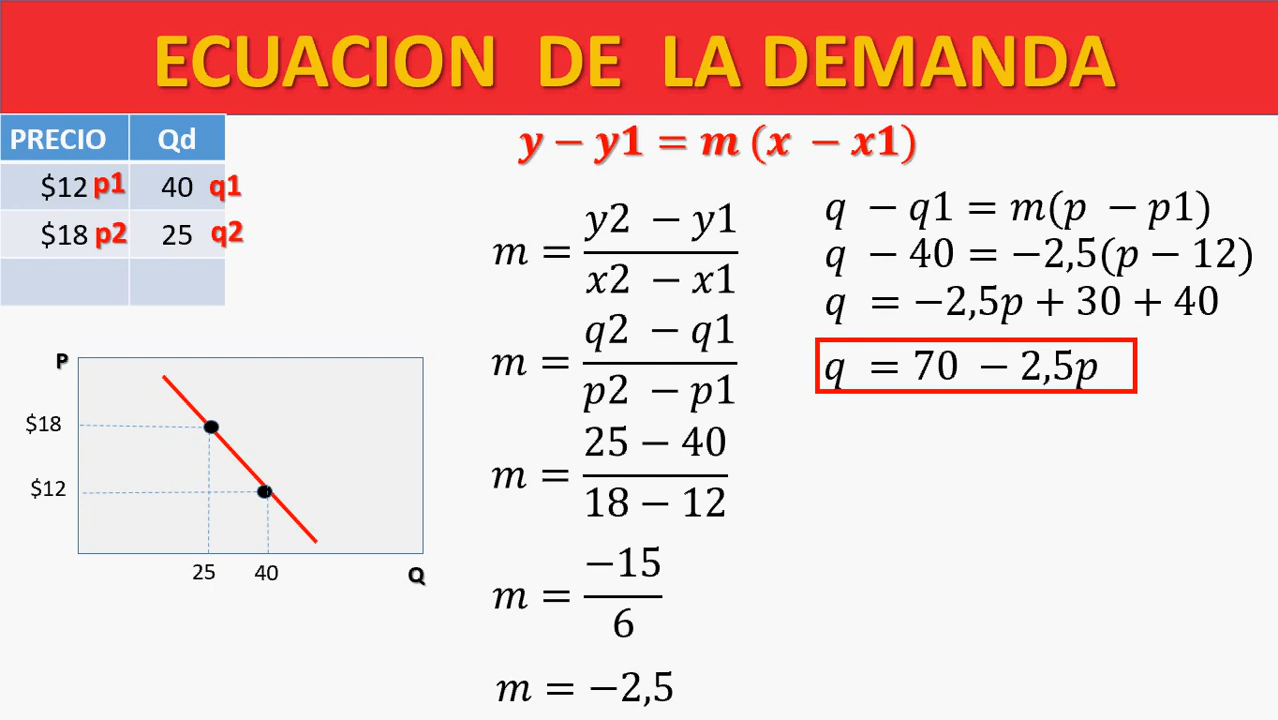 ECUACION DE LA DEMANDA
PRECIO Qd
$12 p1 40 q1
$18 p2 25 q2
y − y1 = m (x − x1)
m = (y2 − y1)/(x2 − x1)
m = (q2 − q1)/(p2 − p1)
m = (25 − 40)/(18 − 12)
m = −15/6
m = −2,5
q − q1 = m(p − p1)
q − 40 = −2,5(p − 12)
q = −2,5p + 30 + 40
q = 70 − 2,5p
P
$18
$12
25 40 Q